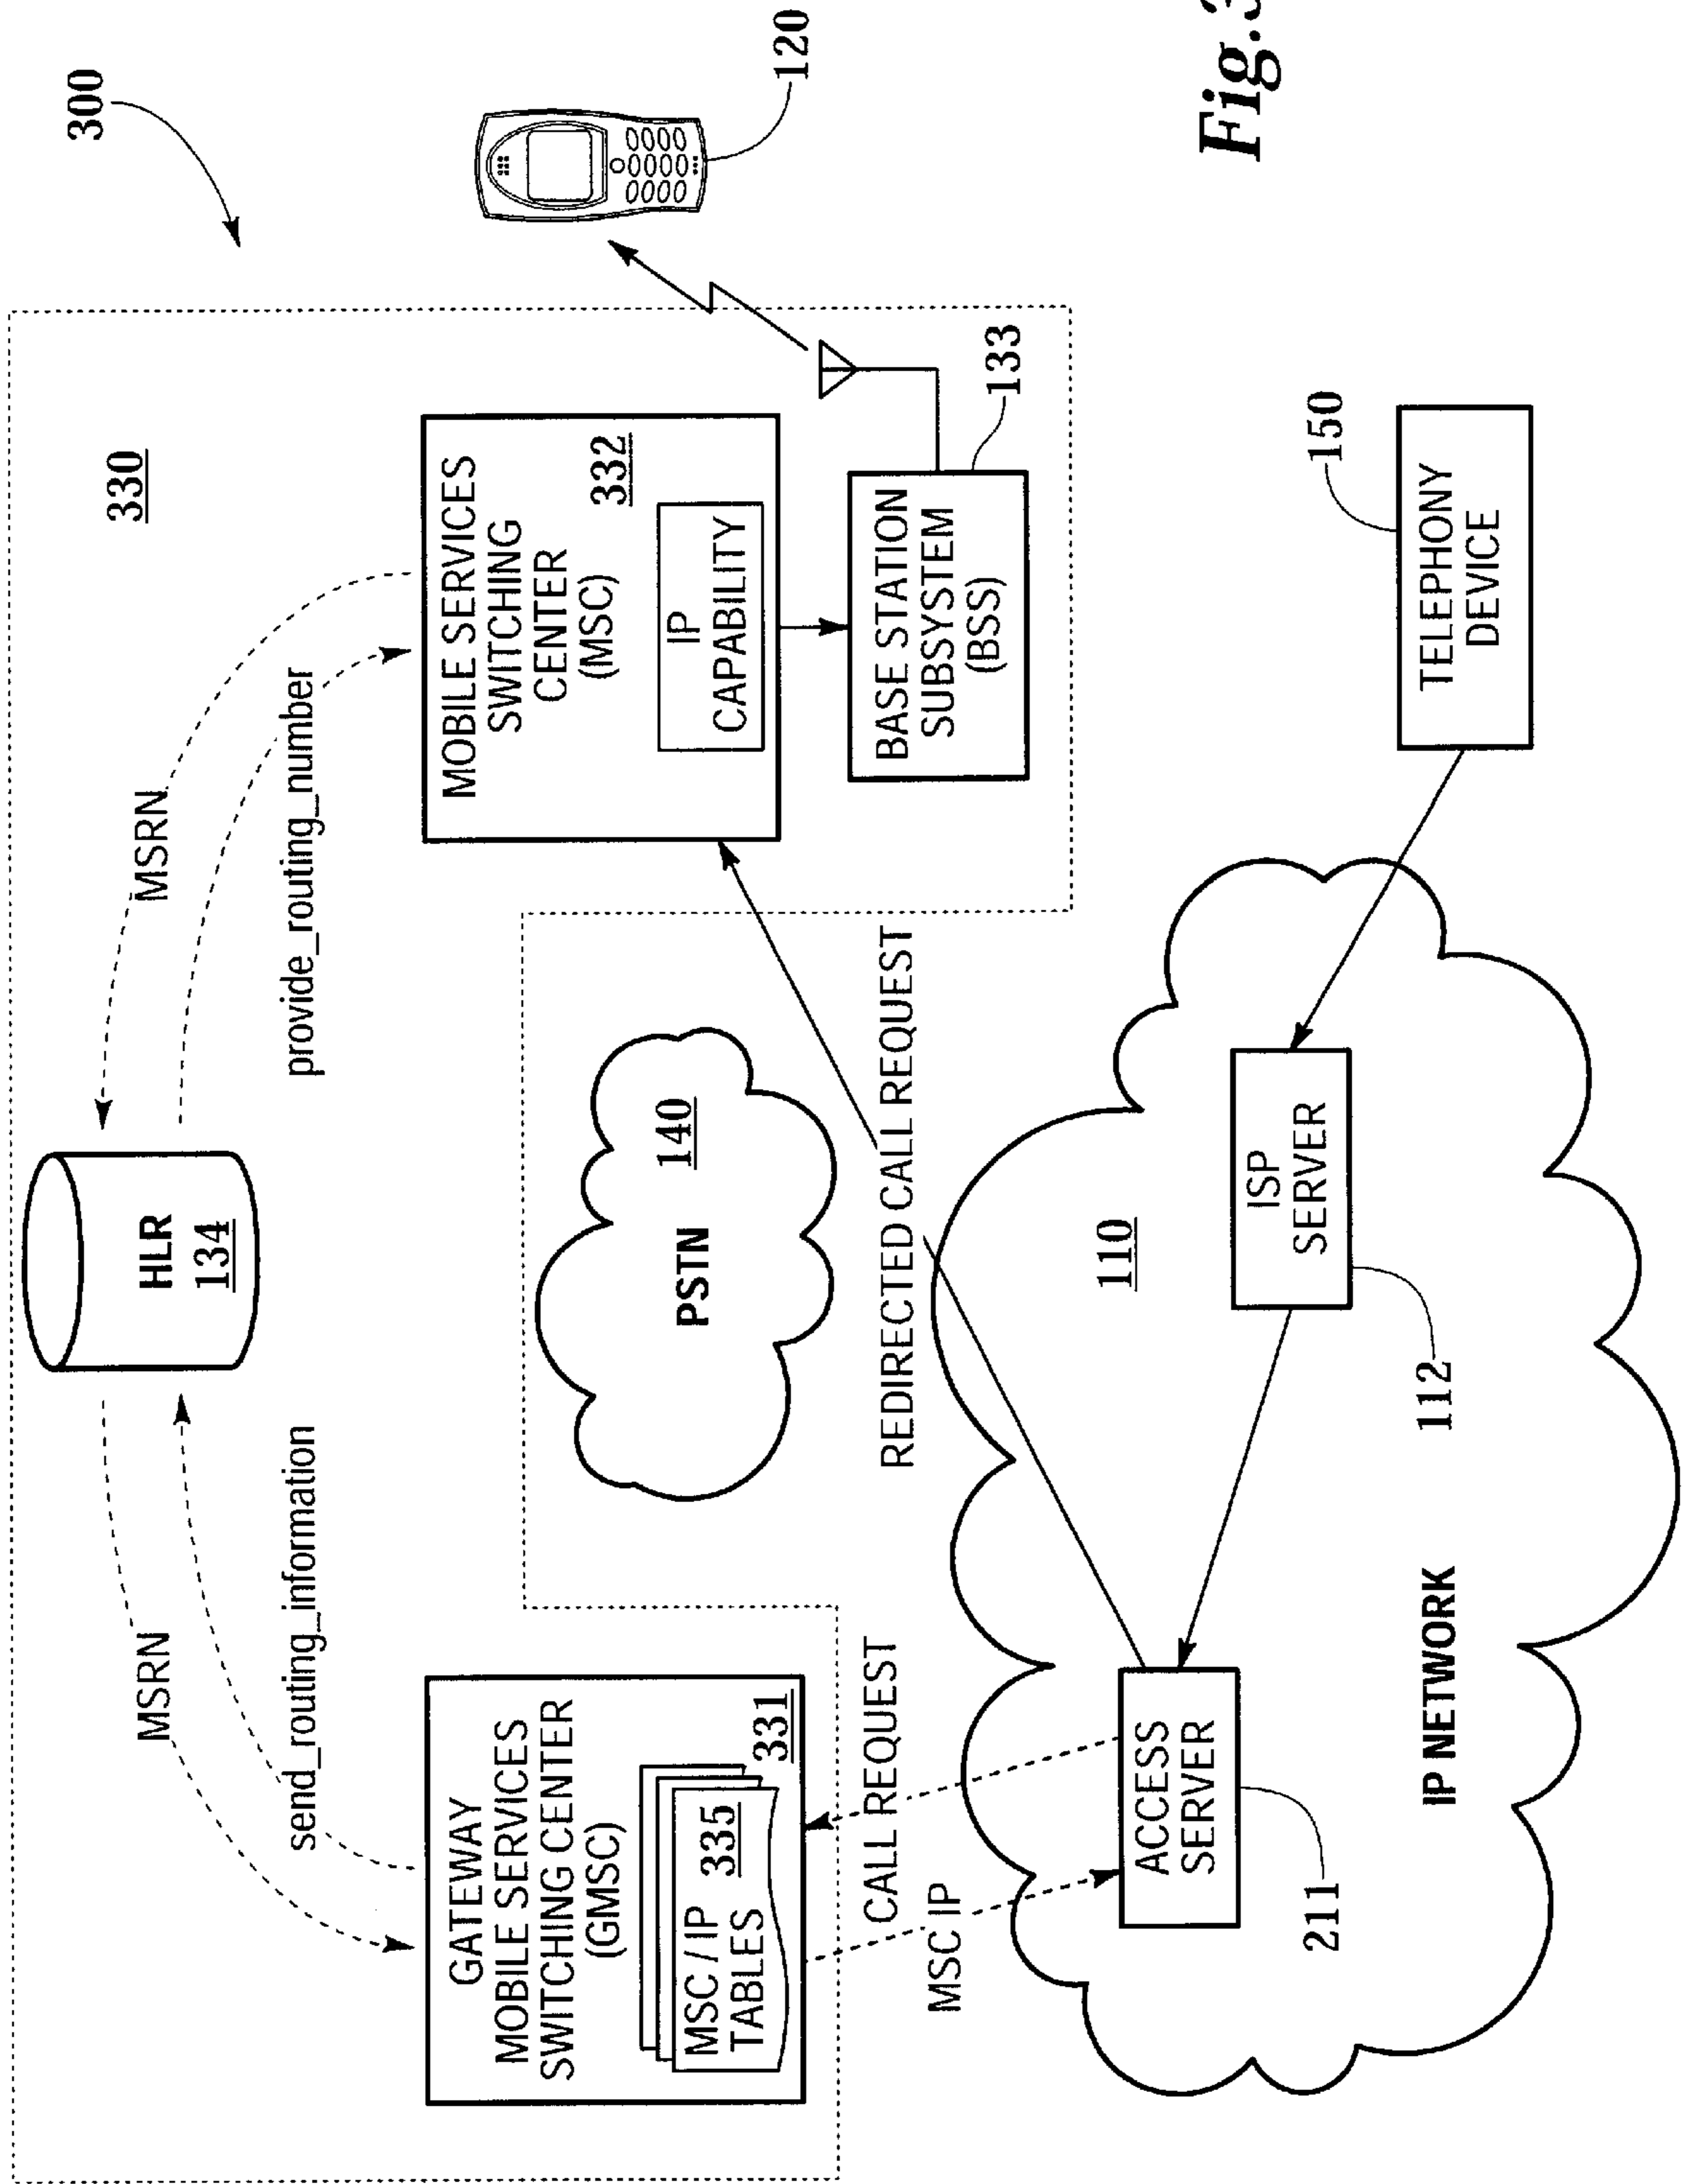 300
330
HLR
134
MSRN
send_routing_information
MSRN
provide_routing_number
GATEWAY
MOBILE SERVICES
SWITCHING CENTER
(GMSC)
MSC / IP
TABLES
335
331
MOBILE SERVICES
SWITCHING
CENTER
(MSC)
332
IP
CAPABILITY
120
BASE STATION
SUBSYSTEM
(BSS)
133
PSTN
140
CALL REQUEST
MSC IP
REDIRECTED CALL REQUEST
110
ACCESS
SERVER
211
ISP
SERVER
112
IP NETWORK
TELEPHONY
DEVICE
150
Fig.3